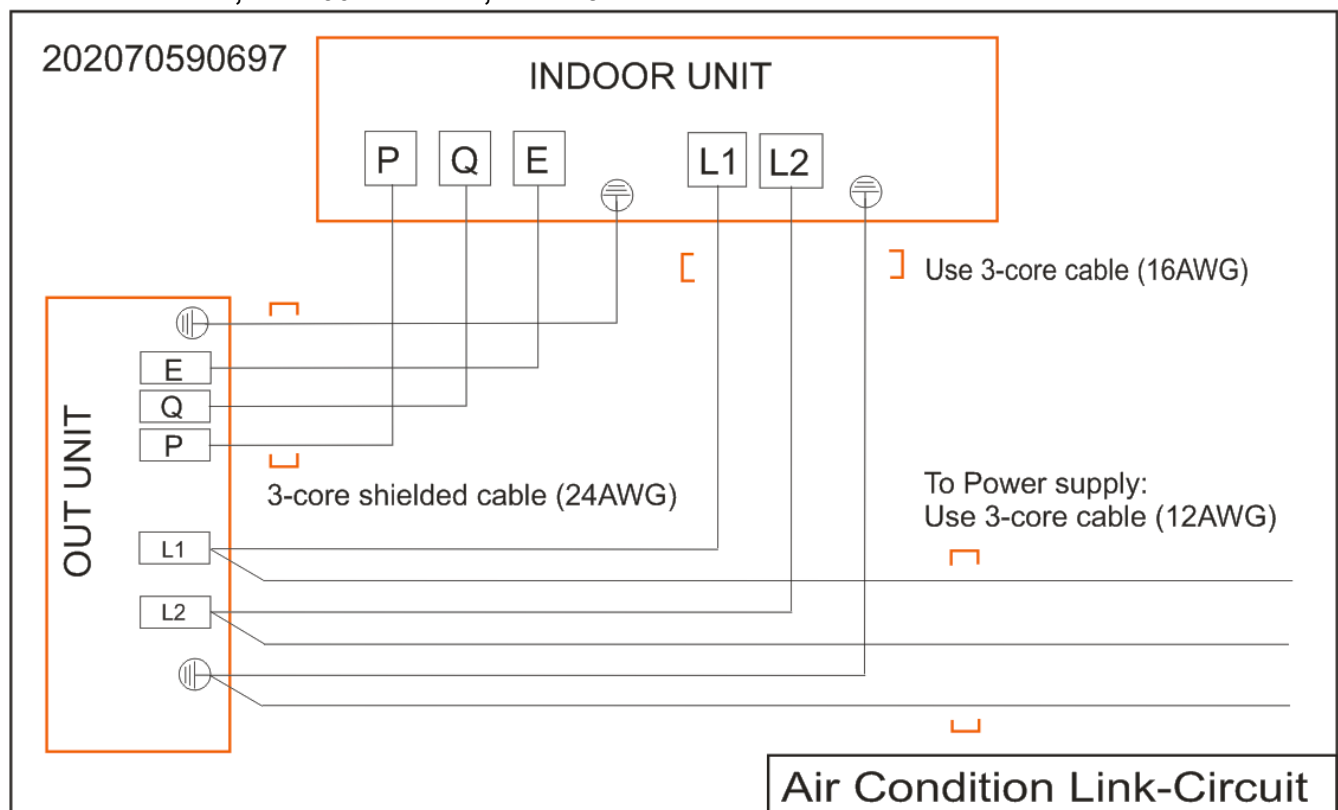 202070590697
INDOOR UNIT
P Q E L1 L2
Use 3-core cable (16AWG)
OUT UNIT
E
Q
P
3-core shielded cable (24AWG)
To Power supply:
Use 3-core cable (12AWG)
L1
L2
Air Condition Link-Circuit